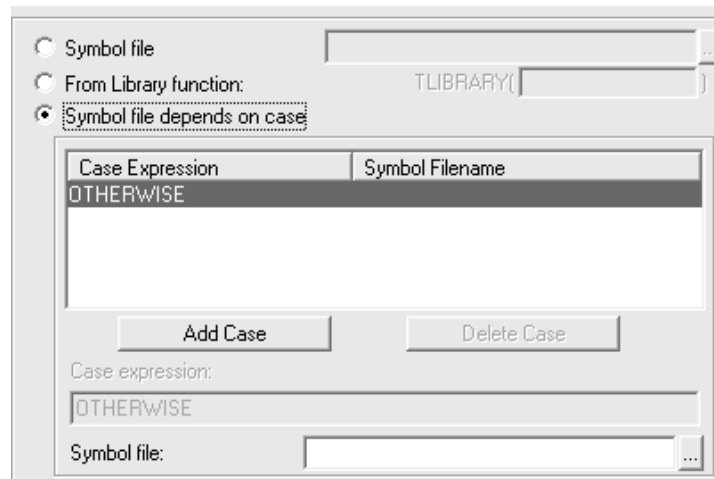 Symbol file ...
From Library function: TLIBRARY( )
Symbol file depends on case
Case Expression Symbol Filename
OTHERWISE
Add Case Delete Case
Case expression:
OTHERWISE
Symbol file: ...